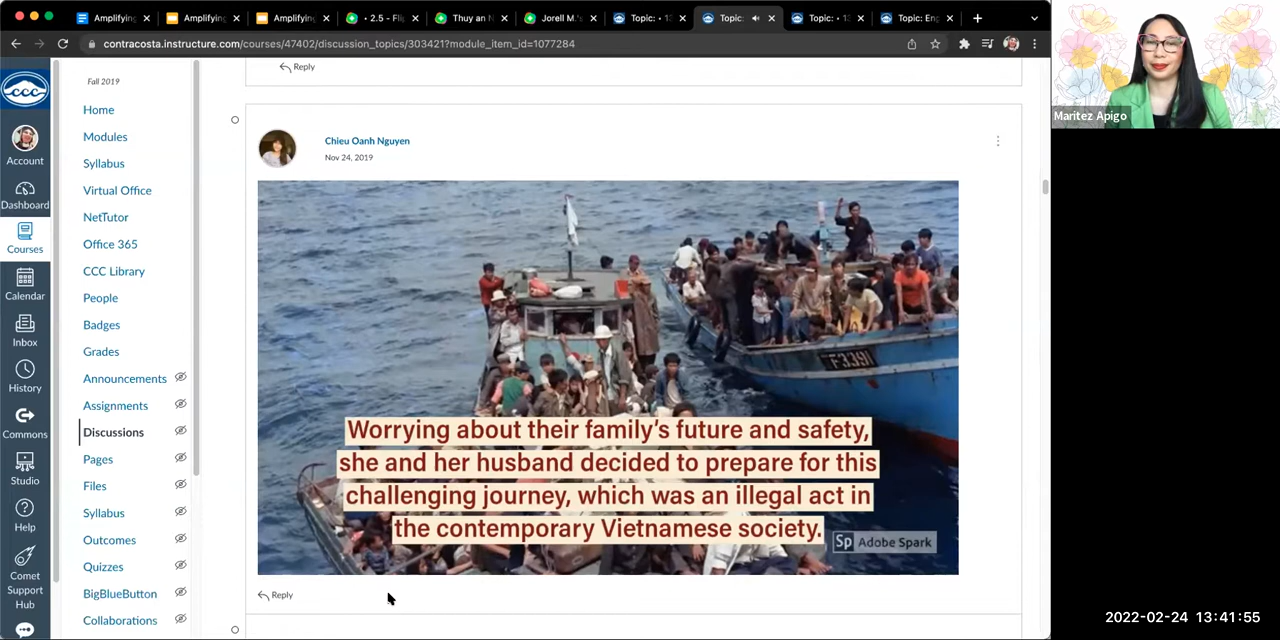 Amplifying
Amplifying
Amplifying
• 2.5 - Fli
Thuy an N
Jorell M.'s
Topic: • 1
Topic:
Topic: • 1
Topic: Eng
contracosta.instructure.com/courses/47402/discussion_topics/303421?module_item_id=1077284
CCC
Account
Dashboard
Courses
Calendar
Inbox
History
Commons
Studio
Help
Comet
Support
Hub
Fall 2019
Home
Modules
Syllabus
Virtual Office
NetTutor
Office 365
CCC Library
People
Badges
Grades
Announcements
Assignments
Discussions
Pages
Files
Syllabus
Outcomes
Quizzes
BigBlueButton
Collaborations
Reply
Chieu Oanh Nguyen
Nov 24, 2019
Worrying about their family's future and safety,
she and her husband decided to prepare for this
challenging journey, which was an illegal act in
the contemporary Vietnamese society.
Sp Adobe Spark
Reply
Maritez Apigo
2022-02-24 13:41:55